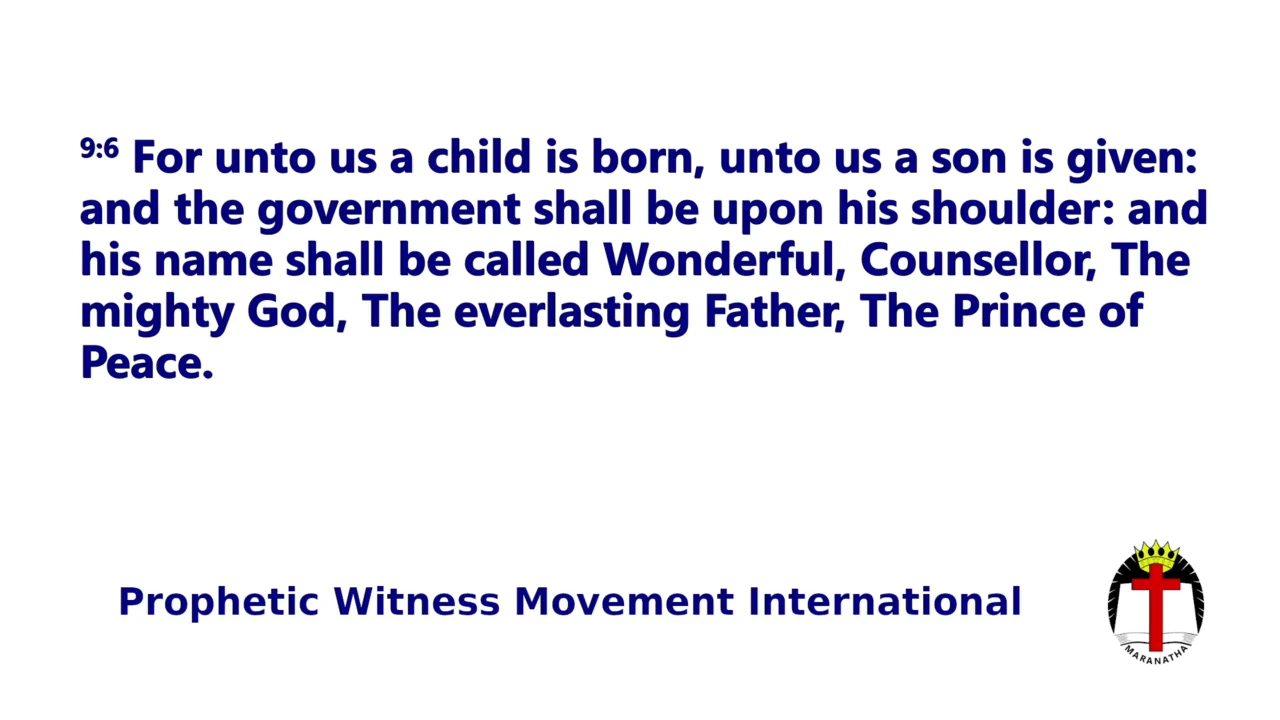 9:6 For unto us a child is born, unto us a son is given:
and the government shall be upon his shoulder: and
his name shall be called Wonderful, Counsellor, The
mighty God, The everlasting Father, The Prince of
Peace.
Prophetic Witness Movement International
MARANATHA